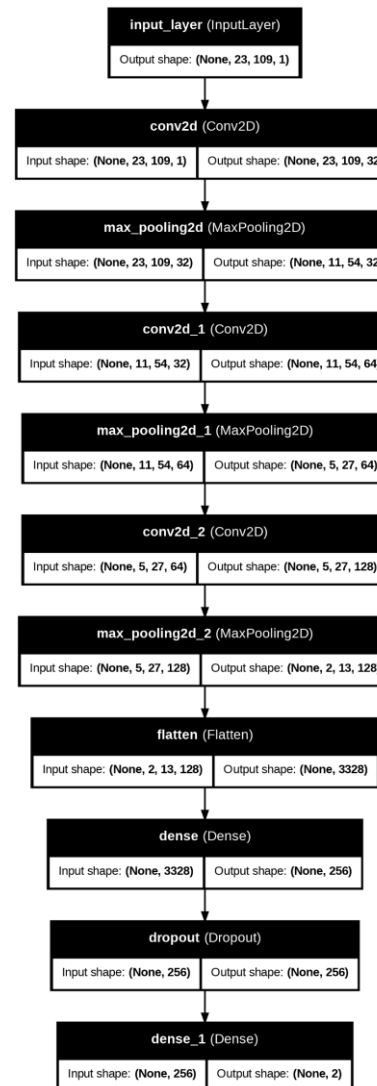 input_layer (InputLayer)
Output shape: (None, 23, 109, 1)
conv2d (Conv2D)
Input shape: (None, 23, 109, 1) Output shape: (None, 23, 109, 32
max_pooling2d (MaxPooling2D)
Input shape: (None, 23, 109, 32) Output shape: (None, 11, 54, 32
conv2d_1 (Conv2D)
Input shape: (None, 11, 54, 32) Output shape: (None, 11, 54, 64
max_pooling2d_1 (MaxPooling2D)
Input shape: (None, 11, 54, 64) Output shape: (None, 5, 27, 64)
conv2d_2 (Conv2D)
Input shape: (None, 5, 27, 64) Output shape: (None, 5, 27, 128)
max_pooling2d_2 (MaxPooling2D)
Input shape: (None, 5, 27, 128) Output shape: (None, 2, 13, 128
flatten (Flatten)
Input shape: (None, 2, 13, 128) Output shape: (None, 3328)
dense (Dense)
Input shape: (None, 3328) Output shape: (None, 256)
dropout (Dropout)
Input shape: (None, 256) Output shape: (None, 256)
dense_1 (Dense)
Input shape: (None, 256) Output shape: (None, 2)